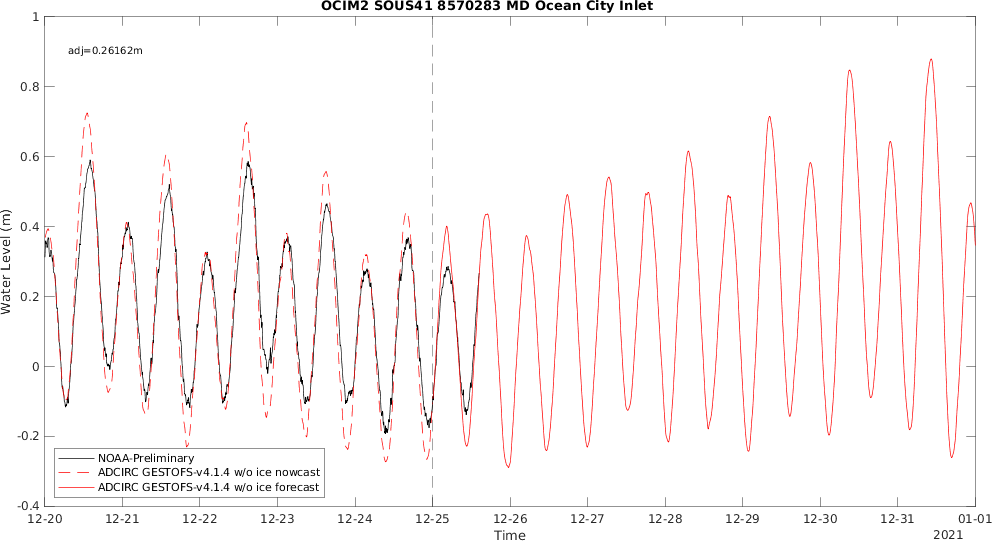 OCIM2 SOUS41 8570283 MD Ocean City Inlet
adj=0.26162m
Water Level (m)
1
0.8
0.6
0.4
0.2
0
-0.2
-0.4
NOAA-Preliminary
ADCIRC GESTOFS-v4.1.4 w/o ice nowcast
ADCIRC GESTOFS-v4.1.4 w/o ice forecast
12-20 12-21 12-22 12-23 12-24 12-25 12-26 12-27 12-28 12-29 12-30 12-31 01-01
Time
2021